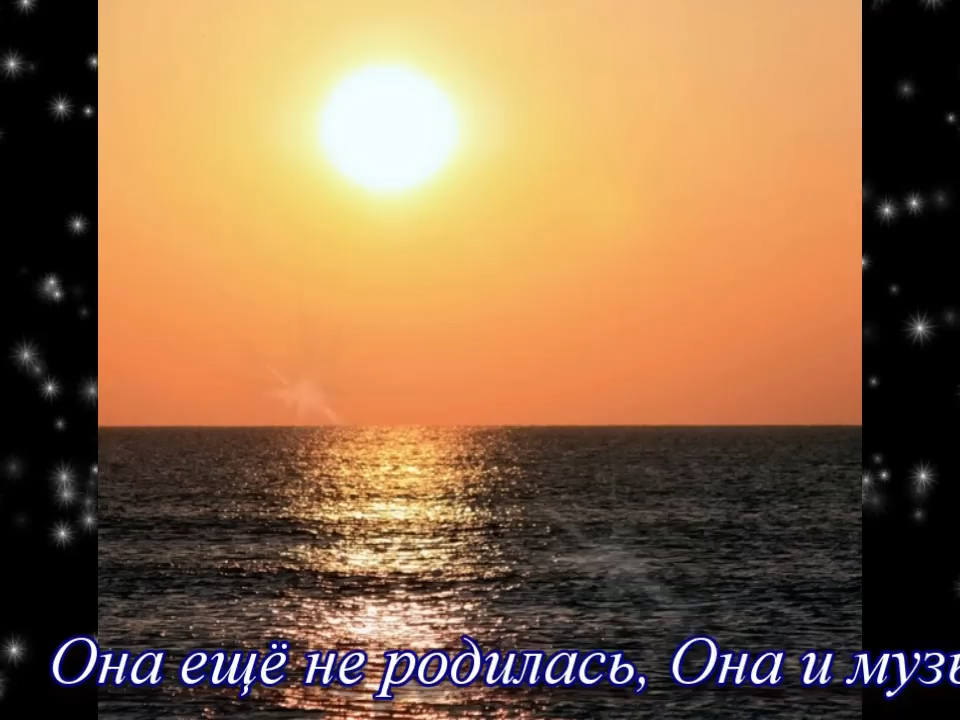 Она ещё не родилась, Она и